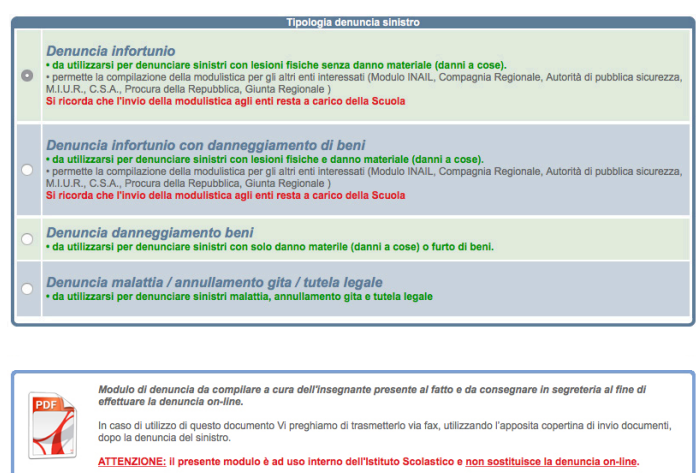 Tipologia denuncia sinistro
Denuncia infortunio
• da utilizzarsi per denunciare sinistri con lesioni fisiche senza danno materiale (danni a cose).
• permette la compilazione della modulistica per gli altri enti interessati (Modulo INAIL, Compagnia Regionale, Autorità di pubblica sicurezza,
M.I.U.R., C.S.A., Procura della Repubblica, Giunta Regionale )
Si ricorda che l'invio della modulistica agli enti resta a carico della Scuola
Denuncia infortunio con danneggiamento di beni
• da utilizzarsi per denunciare sinistri con lesioni fisiche e danno materiale (danni a cose).
• permette la compilazione della modulistica per gli altri enti interessati (Modulo INAIL, Compagnia Regionale, Autorità di pubblica sicurezza,
M.I.U.R., C.S.A., Procura della Repubblica, Giunta Regionale )
Si ricorda che l'invio della modulistica agli enti resta a carico della Scuola
Denuncia danneggiamento beni
• da utilizzarsi per denunciare sinistri con solo danno materile (danni a cose) o furto di beni.
Denuncia malattia / annullamento gita / tutela legale
• da utilizzarsi per denunciare sinistri malattia, annullamento gita e tutela legale
PDF
Modulo di denuncia da compilare a cura dell'insegnante presente al fatto e da consegnare in segreteria al fine di
effettuare la denuncia on-line.
In caso di utilizzo di questo documento Vi preghiamo di trasmetterlo via fax, utilizzando l'apposita copertina di invio documenti,
dopo la denuncia del sinistro.
ATTENZIONE: il presente modulo è ad uso interno dell'Istituto Scolastico e non sostituisce la denuncia on-line.